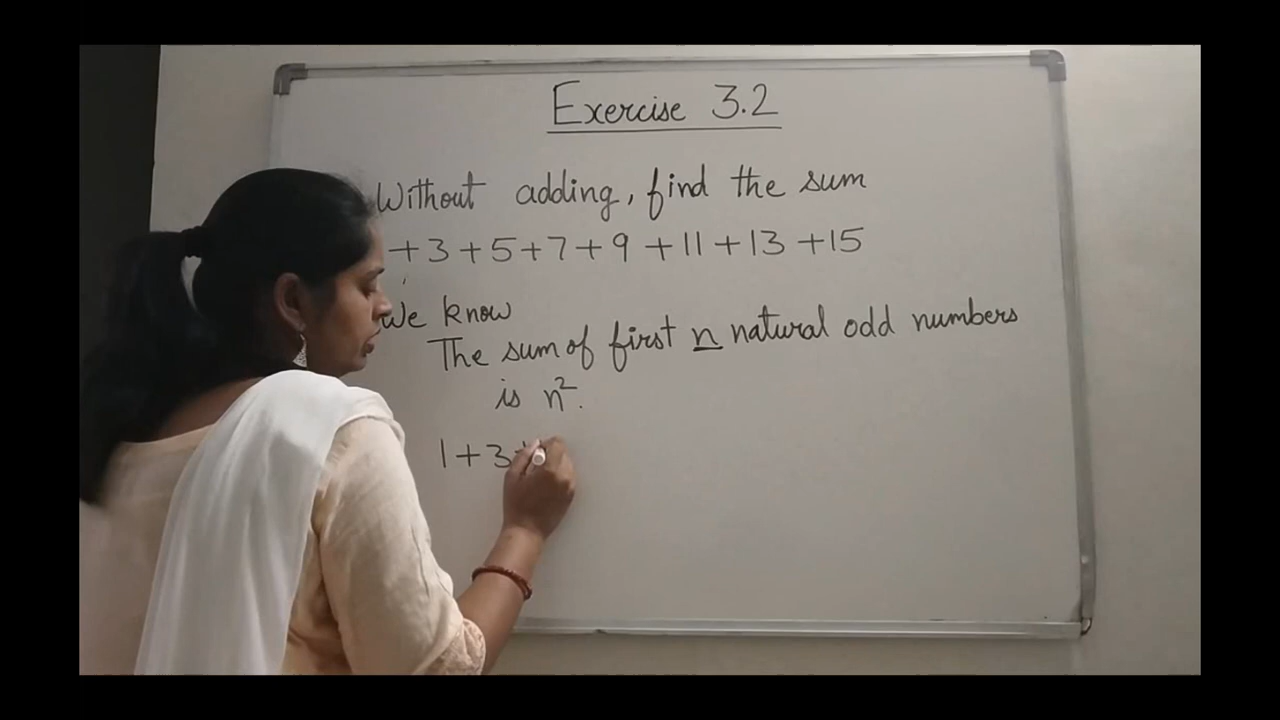 Exercise 3.2
Without adding, find the sum
+ 3 + 5 + 7 + 9 + 11 + 13 + 15
We know
The sum of first n natural odd numbers
is n².
1 + 3 +